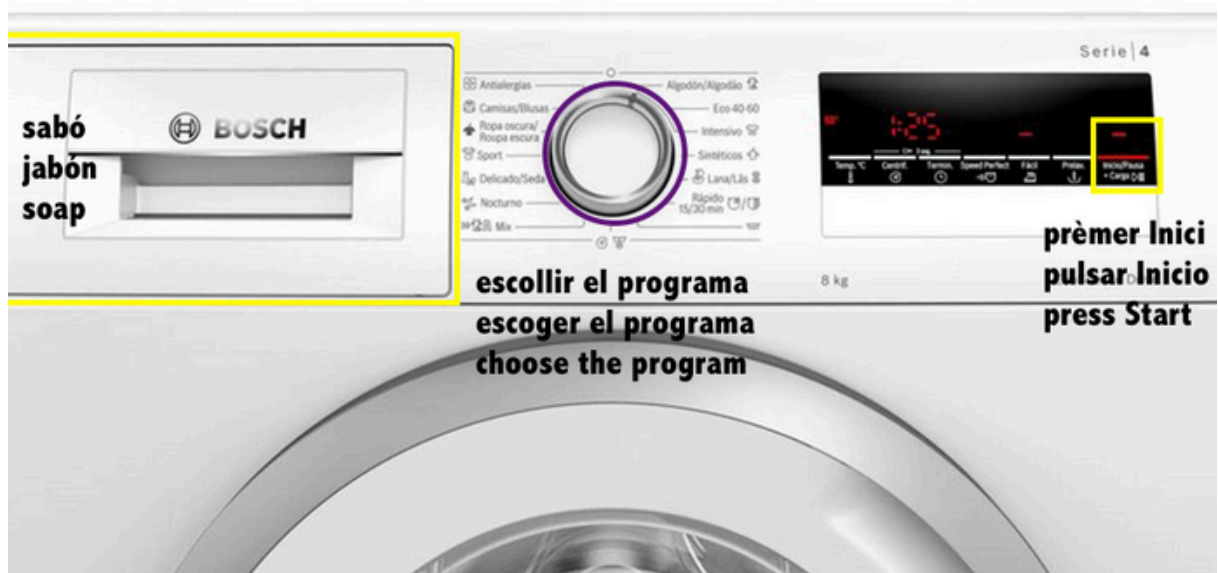 Serie | 4
sabó
jabón
soap
BOSCH
Antialergias
Camisas/Blusas
Ropa oscura/
Roupa escura
Sport
Delicado/Seda
Nocturno
Mix
Algodón/Algodão
Eco 40-60
Intensivo
Sintéticos
Lana/Lãs
Rápido
15/30 min
1:25
Temp. °C
Centrif.
Termin.
Speed Perfect
Fácil
Prelav.
Inicio/Pausa
+ Carga
8 kg
escollir el programa
escoger el programa
choose the program
prèmer Inici
pulsar Inicio
press Start